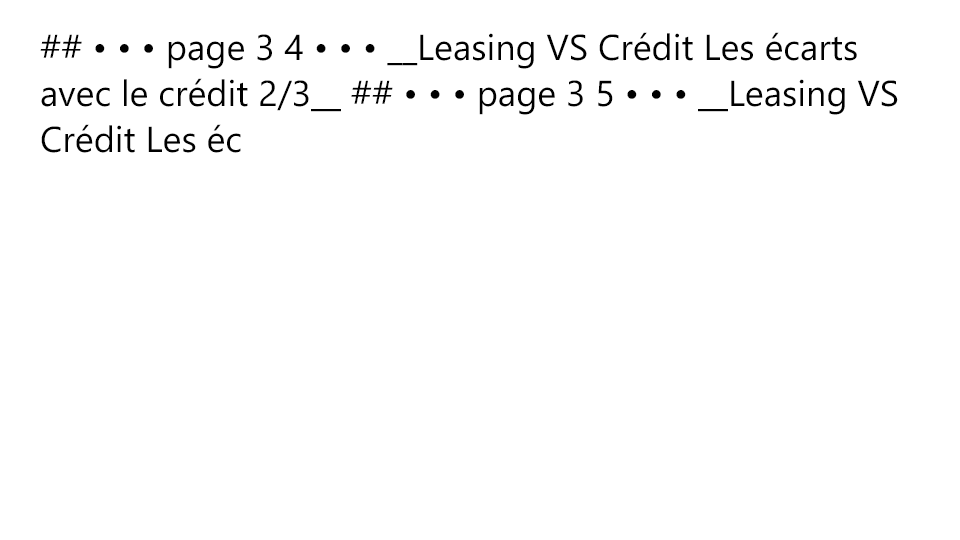 ## • • • page 3 4 • • • __Leasing VS Crédit Les écarts
avec le crédit 2/3__ ## • • • page 3 5 • • • __Leasing VS
Crédit Les éc